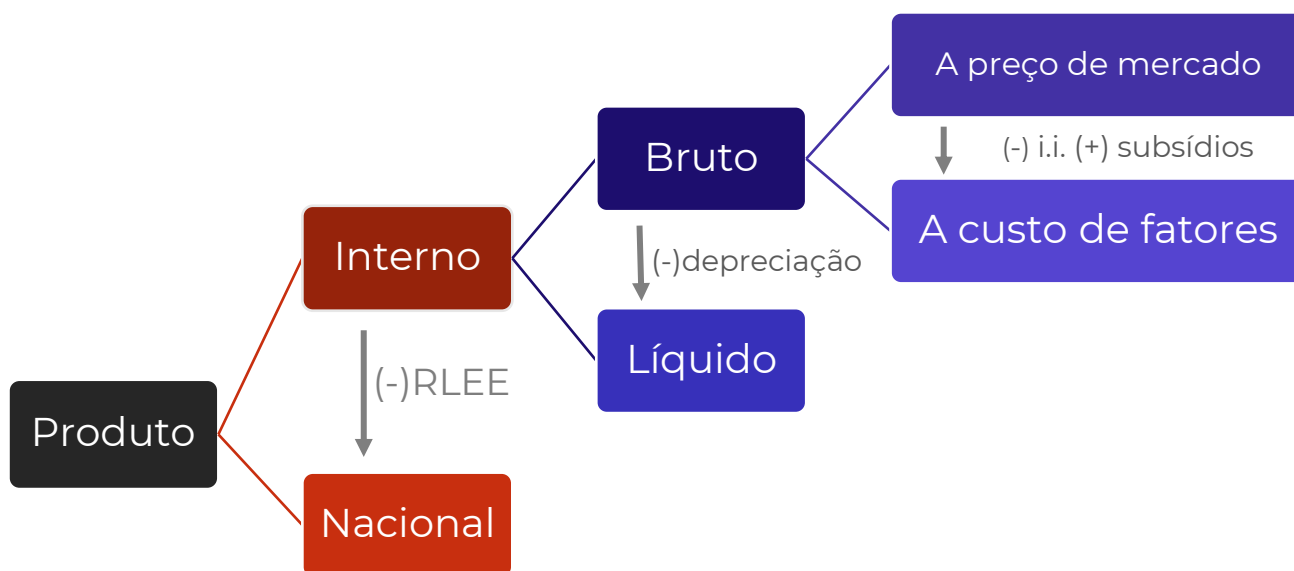 A preço de mercado
(-) i.i. (+) subsídios
A custo de fatores
Bruto
(-)depreciação
Líquido
Interno
(-)RLEE
Nacional
Produto